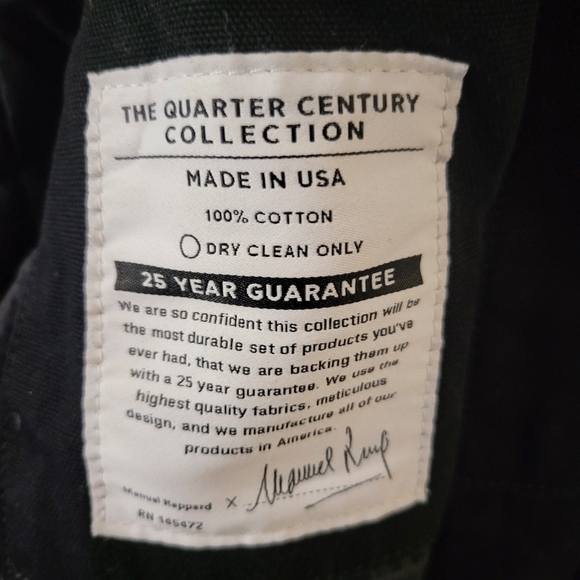 THE QUARTER CENTURY
COLLECTION
MADE IN USA
100% COTTON
DRY CLEAN ONLY
25 YEAR GUARANTEE
We are so confident this collection will be
the most durable set of products you've
ever had, that we are backing them up
with a 25 year guarantee. We use the
highest quality fabrics, meticulous
design, and we manufacture all of our
products in America.
Manuel X
RN